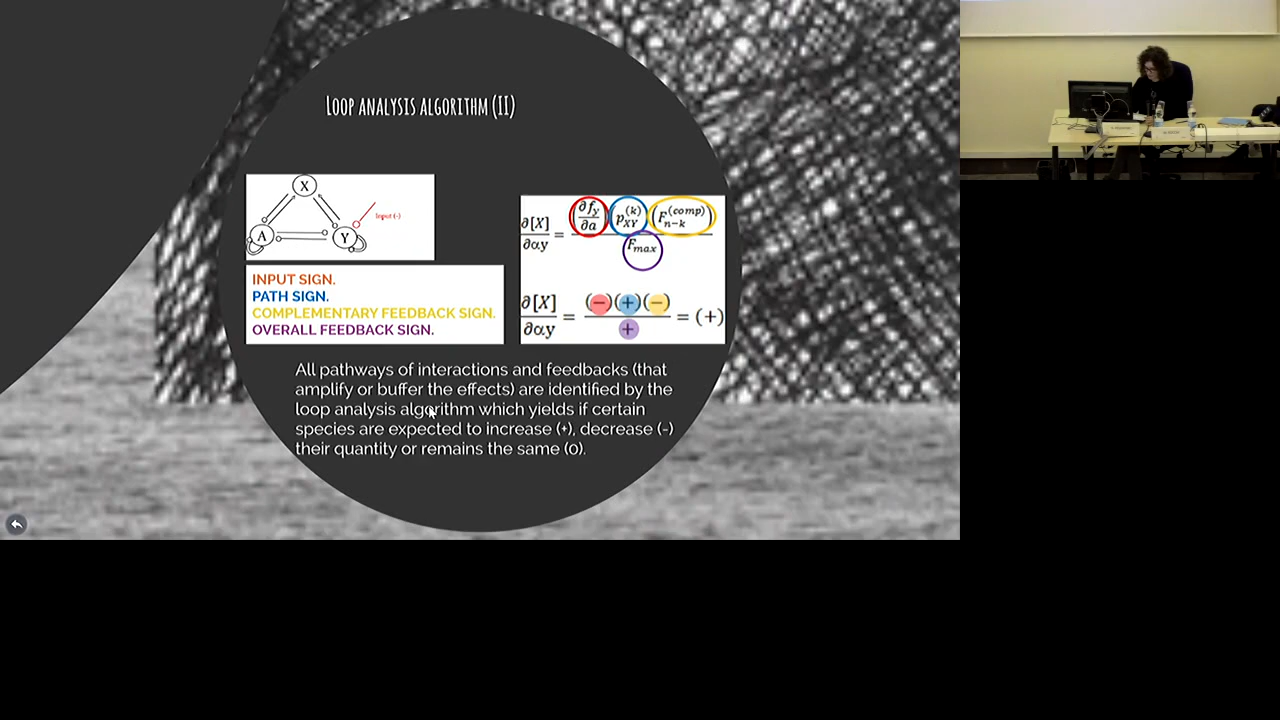 Loop analysis algorithm (II)
X
A
Y
Input (-)
INPUT SIGN.
PATH SIGN.
COMPLEMENTARY FEEDBACK SIGN.
OVERALL FEEDBACK SIGN.
∂[X]/∂αy = (∂f_y/∂a) p_XY^(k) (F_n-k^(comp)) / F_max
∂[X]/∂αy = (−)(+)(−) / + = (+)
All pathways of interactions and feedbacks (that
amplify or buffer the effects) are identified by the
loop analysis algorithm which yields if certain
species are expected to increase (+), decrease (-)
their quantity or remains the same (0).